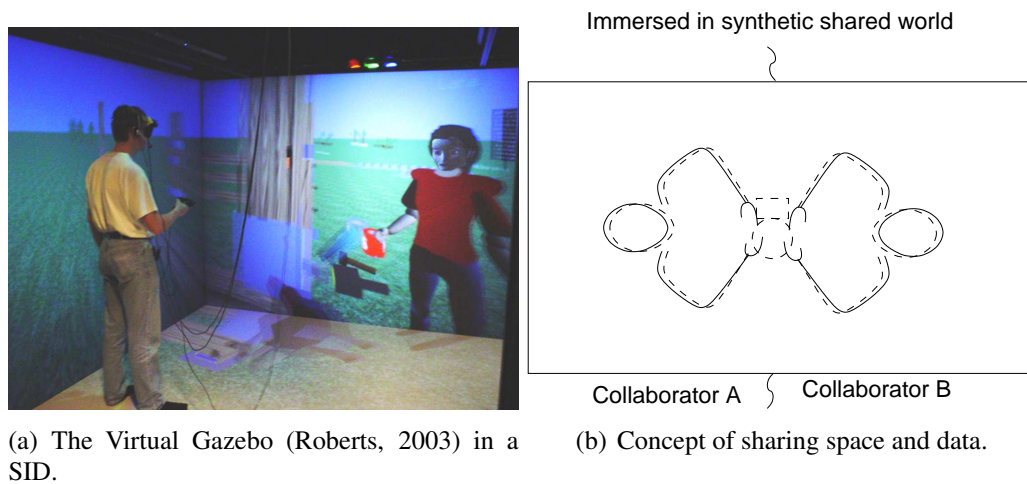 Immersed in synthetic shared world
Collaborator A
Collaborator B
(a) The Virtual Gazebo (Roberts, 2003) in a
SID.
(b) Concept of sharing space and data.